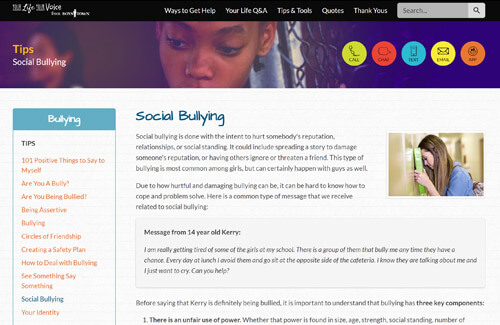 YOUR Life YOUR Voice
from BOYS TOWN
Ways to Get Help
Your Life Q&A
Tips & Tools
Quotes
Thank Yous
Search...
Tips
Social Bullying
CALL
CHAT
TEXT
EMAIL
APP
Bullying
TIPS
101 Positive Things to Say to
Myself
Are You A Bully?
Are You Being Bullied?
Being Assertive
Bullying
Circles of Friendship
Creating a Safety Plan
How to Deal with Bullying
See Something Say
Something
Social Bullying
Your Identity
Social Bullying
Social bullying is done with the intent to hurt somebody's reputation,
relationships, or social standing. It could include spreading a story to damage
someone's reputation, or having others ignore or threaten a friend. This type of
bullying is most common among girls, but can certainly happen with guys as well.
Due to how hurtful and damaging bullying can be, it can be hard to know how to
cope and problem solve. Here is a common type of message that we receive
related to social bullying:
Message from 14 year old Kerry:
I am really getting tired of some of the girls at my school. There is a group of them that bully me any time they have a
chance. Every day at lunch i avoid them and go sit at the opposite side of the cafeteria. I know they are talking about me and
I just want to cry. Can you help?
Before saying that Kerry is definitely being bullied, it is important to understand that bullying has three key components:
1. There is an unfair use of power. Whether that power is found in size, age, strength, social standing, number of